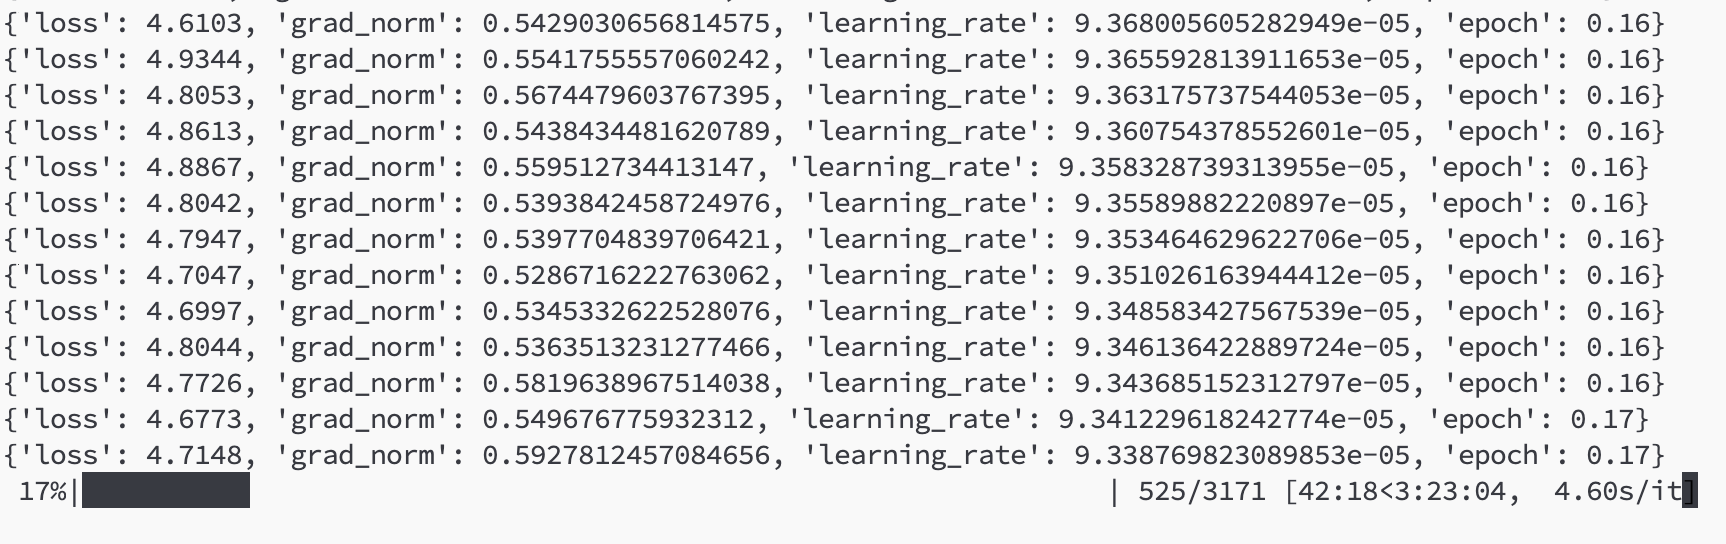 {'loss': 4.6103, 'grad_norm': 0.5429030656814575, 'learning_rate': 9.368005605282949e-05, 'epoch': 0.16}
{'loss': 4.9344, 'grad_norm': 0.5541755557060242, 'learning_rate': 9.365592813911653e-05, 'epoch': 0.16}
{'loss': 4.8053, 'grad_norm': 0.5674479603767395, 'learning_rate': 9.363175737544053e-05, 'epoch': 0.16}
{'loss': 4.8613, 'grad_norm': 0.5438434481620789, 'learning_rate': 9.360754378552601e-05, 'epoch': 0.16}
{'loss': 4.8867, 'grad_norm': 0.559512734413147, 'learning_rate': 9.358328739313955e-05, 'epoch': 0.16}
{'loss': 4.8042, 'grad_norm': 0.5393842458724976, 'learning_rate': 9.35589882220897e-05, 'epoch': 0.16}
{'loss': 4.7947, 'grad_norm': 0.5397704839706421, 'learning_rate': 9.353464629622706e-05, 'epoch': 0.16}
{'loss': 4.7047, 'grad_norm': 0.5286716222763062, 'learning_rate': 9.351026163944412e-05, 'epoch': 0.16}
{'loss': 4.6997, 'grad_norm': 0.5345332622528076, 'learning_rate': 9.348583427567539e-05, 'epoch': 0.16}
{'loss': 4.8044, 'grad_norm': 0.5363513231277466, 'learning_rate': 9.346136422889724e-05, 'epoch': 0.16}
{'loss': 4.7726, 'grad_norm': 0.5819638967514038, 'learning_rate': 9.343685152312797e-05, 'epoch': 0.16}
{'loss': 4.6773, 'grad_norm': 0.549676775932312, 'learning_rate': 9.341229618242774e-05, 'epoch': 0.17}
{'loss': 4.7148, 'grad_norm': 0.5927812457084656, 'learning_rate': 9.338769823089853e-05, 'epoch': 0.17}
17%| | 525/3171 [42:18<3:23:04, 4.60s/it]